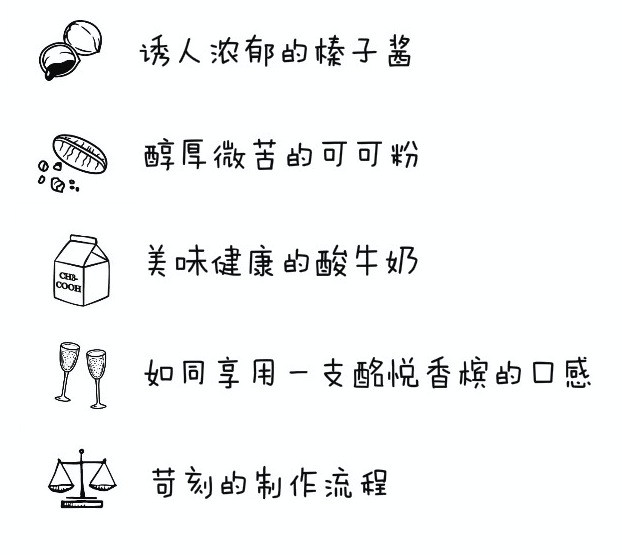 诱人浓郁的榛子酱
醇厚微苦的可可粉
美味健康的酸牛奶
CH3-
COOH
如同享用一支酩悦香槟的口感
苛刻的制作流程